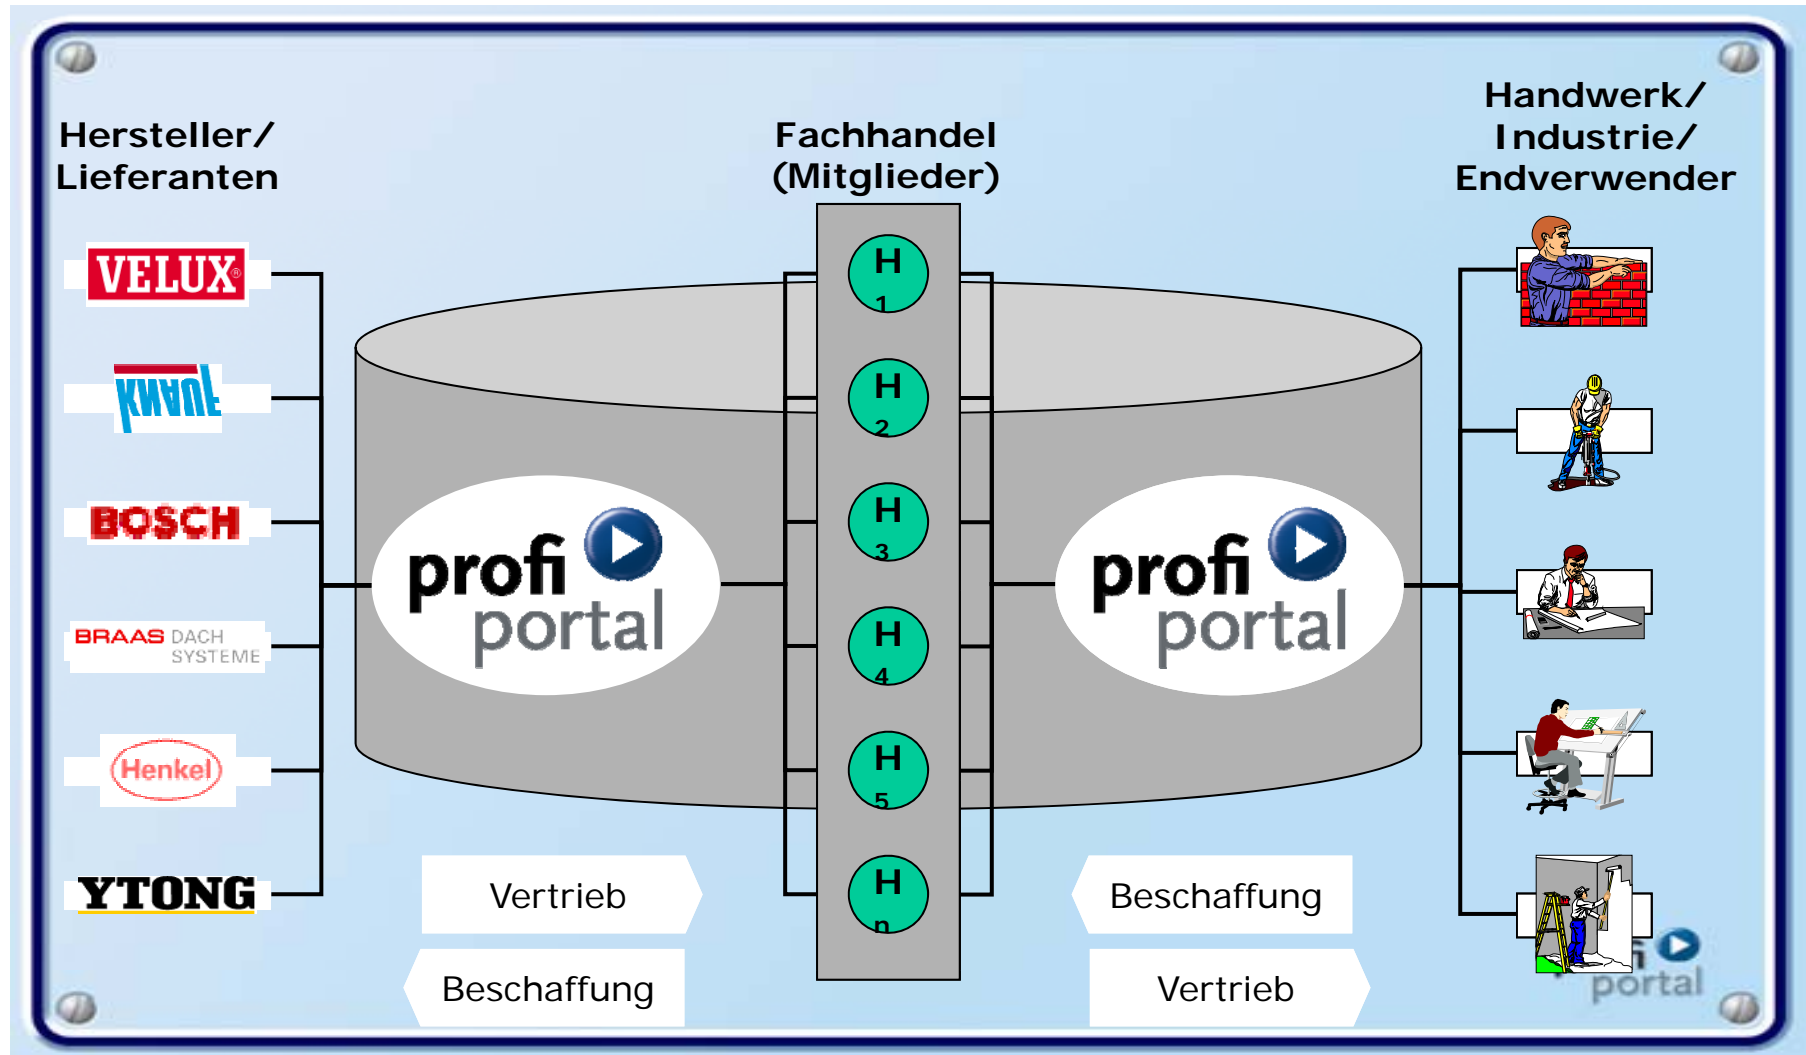 Hersteller/
Lieferanten
Fachhandel
(Mitglieder)
Handwerk/
Industrie/
Endverwender
VELUX®
KNAUF
BOSCH
BRAAS DACH
SYSTEME
Henkel
YTONG
profi
portal
H
1
H
2
H
3
H
4
H
5
H
n
profi
portal
Vertrieb
Beschaffung
Beschaffung
Vertrieb
fi
portal